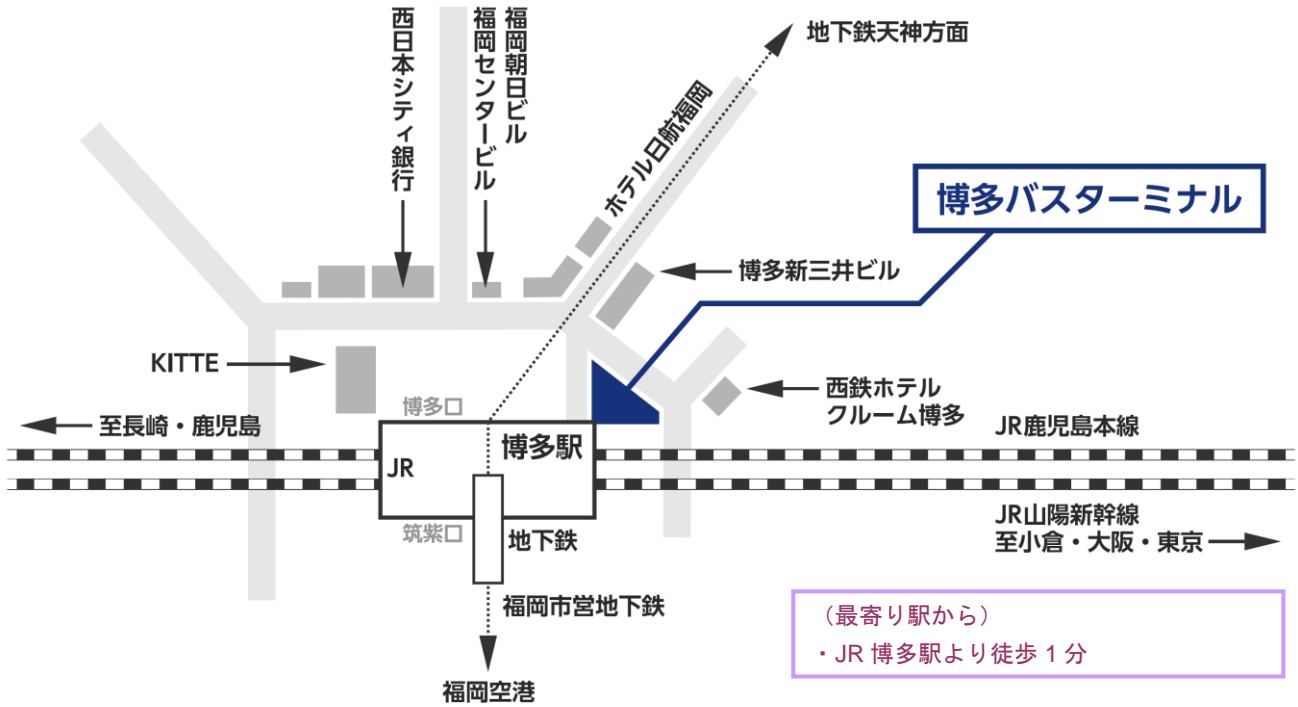 西日本シティ銀行
福岡センタービル
福岡朝日ビル
ホテル日航福岡
地下鉄天神方面
博多バスターミナル
博多新三井ビル
KITTE
西鉄ホテル
クルーム博多
博多口
至長崎・鹿児島
JR
博多駅
JR鹿児島本線
筑紫口
地下鉄
JR山陽新幹線
至小倉・大阪・東京
福岡市営地下鉄
福岡空港
（最寄り駅から）
・JR 博多駅より徒歩 1 分